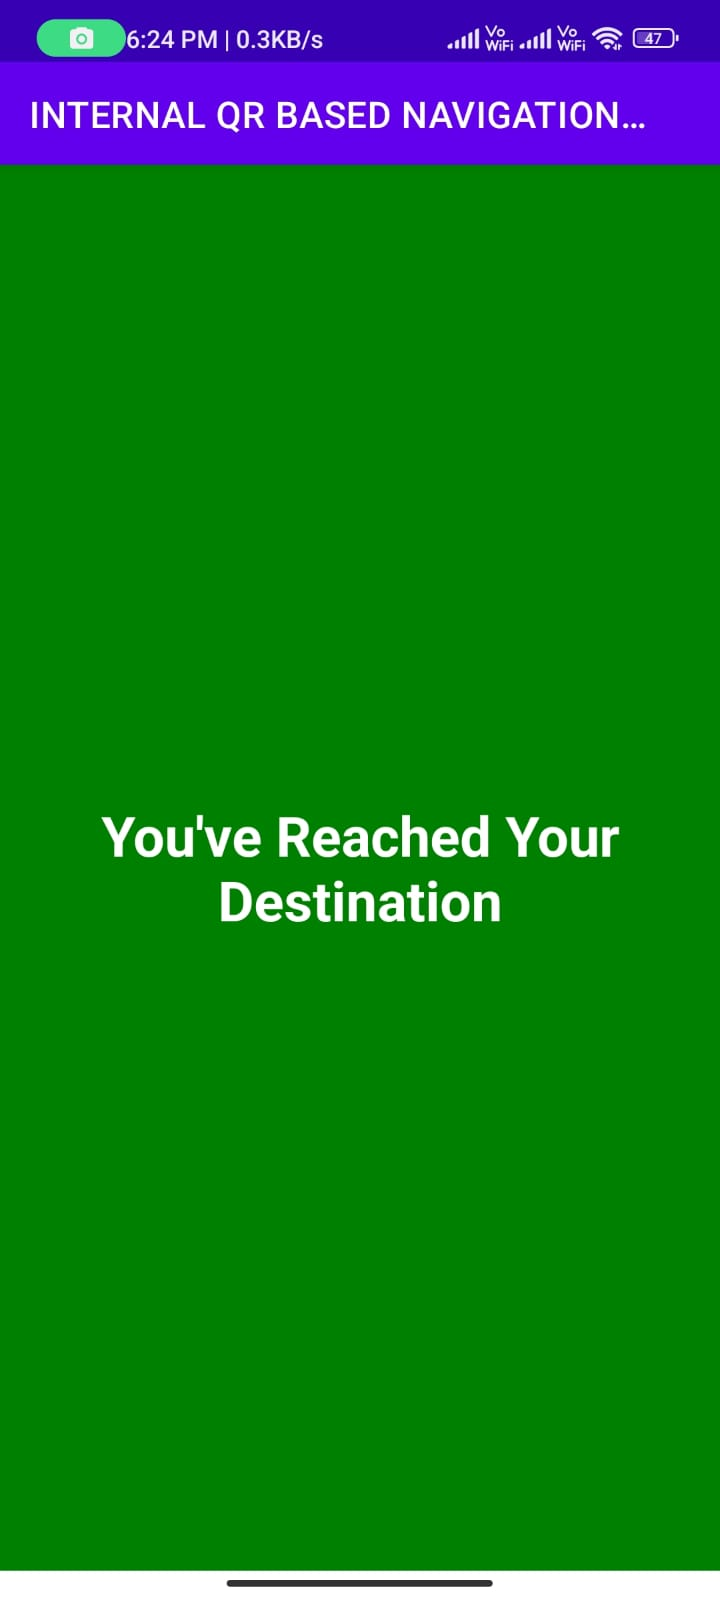 6:24 PM | 0.3KB/s Vo WiFi Vo WiFi 47
INTERNAL QR BASED NAVIGATION...
You've Reached Your
Destination